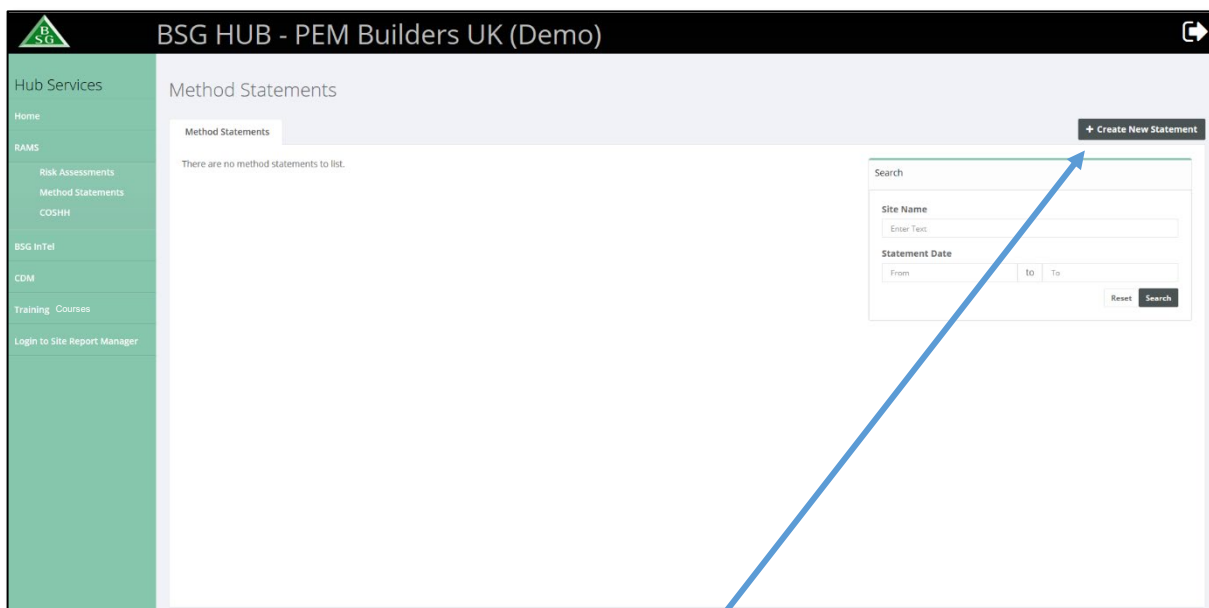 B
SG
BSG HUB - PEM Builders UK (Demo)
Hub Services
Home
RAMS
Risk Assessments
Method Statements
COSHH
BSG InTel
CDM
Training Courses
Login to Site Report Manager
Method Statements
Method Statements
+ Create New Statement
There are no method statements to list.
Search
Site Name
Enter Text
Statement Date
From to To
Reset Search